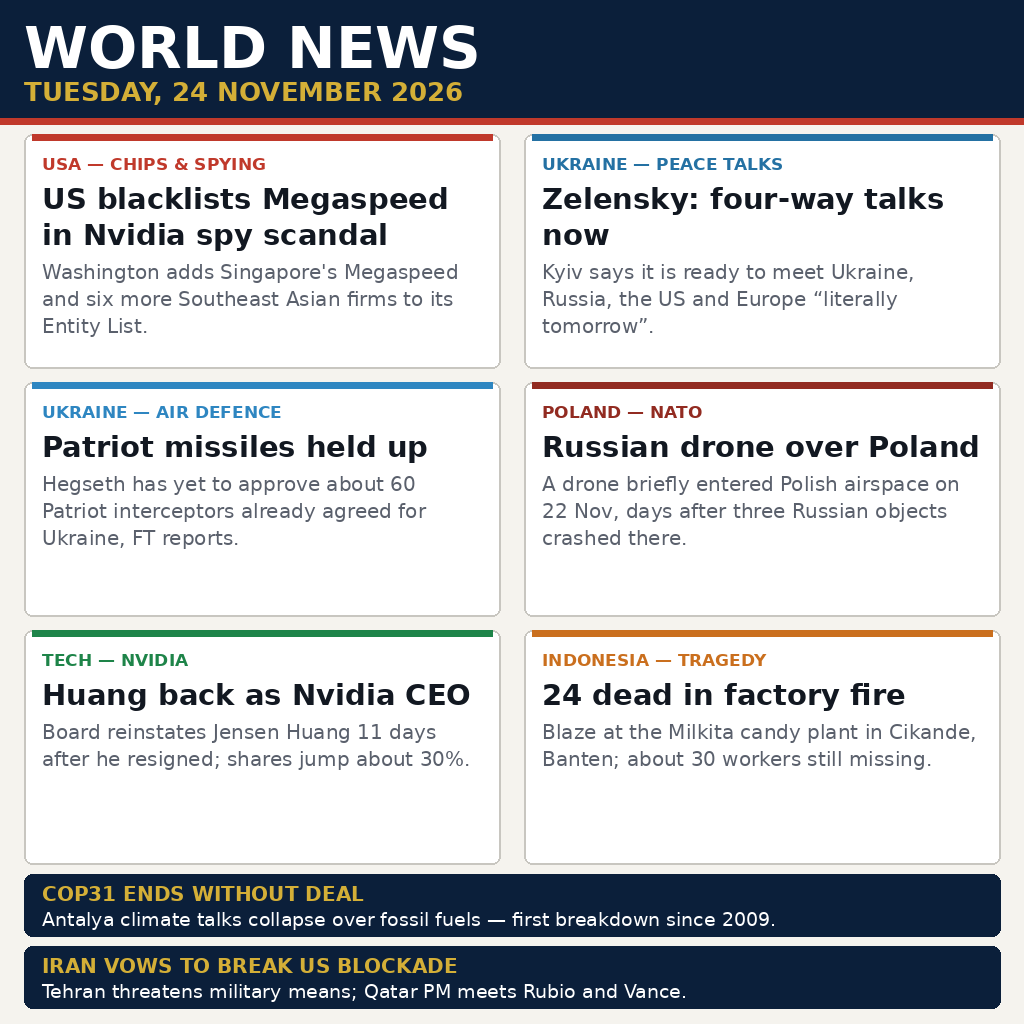 WORLD NEWS
TUESDAY, 24 NOVEMBER 2026
USA — CHIPS & SPYING
US blacklists Megaspeed
in Nvidia spy scandal
Washington adds Singapore's Megaspeed
and six more Southeast Asian firms to its
Entity List.
UKRAINE — PEACE TALKS
Zelensky: four-way talks
now
Kyiv says it is ready to meet Ukraine,
Russia, the US and Europe “literally
tomorrow”.
UKRAINE — AIR DEFENCE
Patriot missiles held up
Hegseth has yet to approve about 60
Patriot interceptors already agreed for
Ukraine, FT reports.
POLAND — NATO
Russian drone over Poland
A drone briefly entered Polish airspace on
22 Nov, days after three Russian objects
crashed there.
TECH — NVIDIA
Huang back as Nvidia CEO
Board reinstates Jensen Huang 11 days
after he resigned; shares jump about 30%.
INDONESIA — TRAGEDY
24 dead in factory fire
Blaze at the Milkita candy plant in Cikande,
Banten; about 30 workers still missing.
COP31 ENDS WITHOUT DEAL
Antalya climate talks collapse over fossil fuels — first breakdown since 2009.
IRAN VOWS TO BREAK US BLOCKADE
Tehran threatens military means; Qatar PM meets Rubio and Vance.